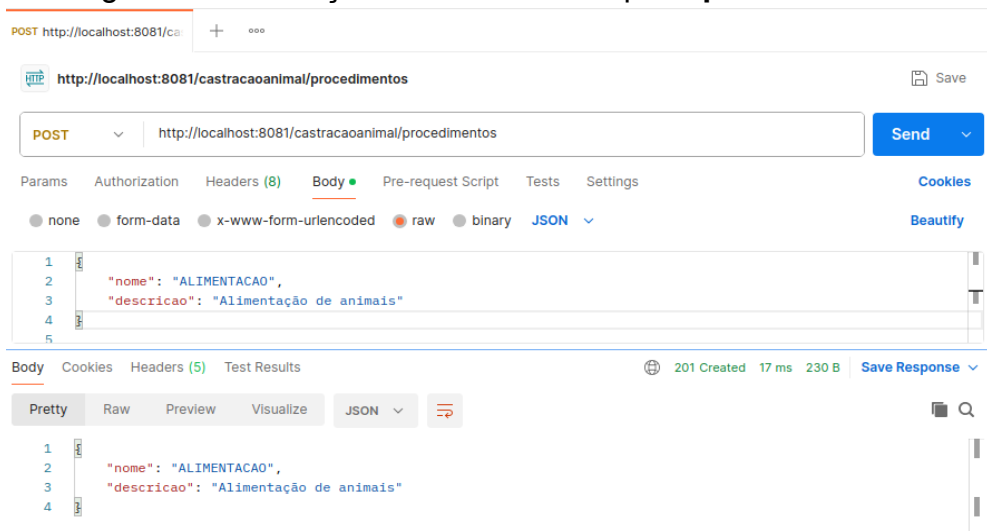 POST http://localhost:8081/ca
HTTP http://localhost:8081/castracaoanimal/procedimentos Save
POST http://localhost:8081/castracaoanimal/procedimentos Send
Params Authorization Headers (8) Body Pre-request Script Tests Settings Cookies
none form-data x-www-form-urlencoded raw binary JSON Beautify
1 {
2 "nome": "ALIMENTACAO",
3 "descricao": "Alimentação de animais"
4 }
5
Body Cookies Headers (5) Test Results 201 Created 17 ms 230 B Save Response
Pretty Raw Preview Visualize JSON
1 {
2 "nome": "ALIMENTACAO",
3 "descricao": "Alimentação de animais"
4 }